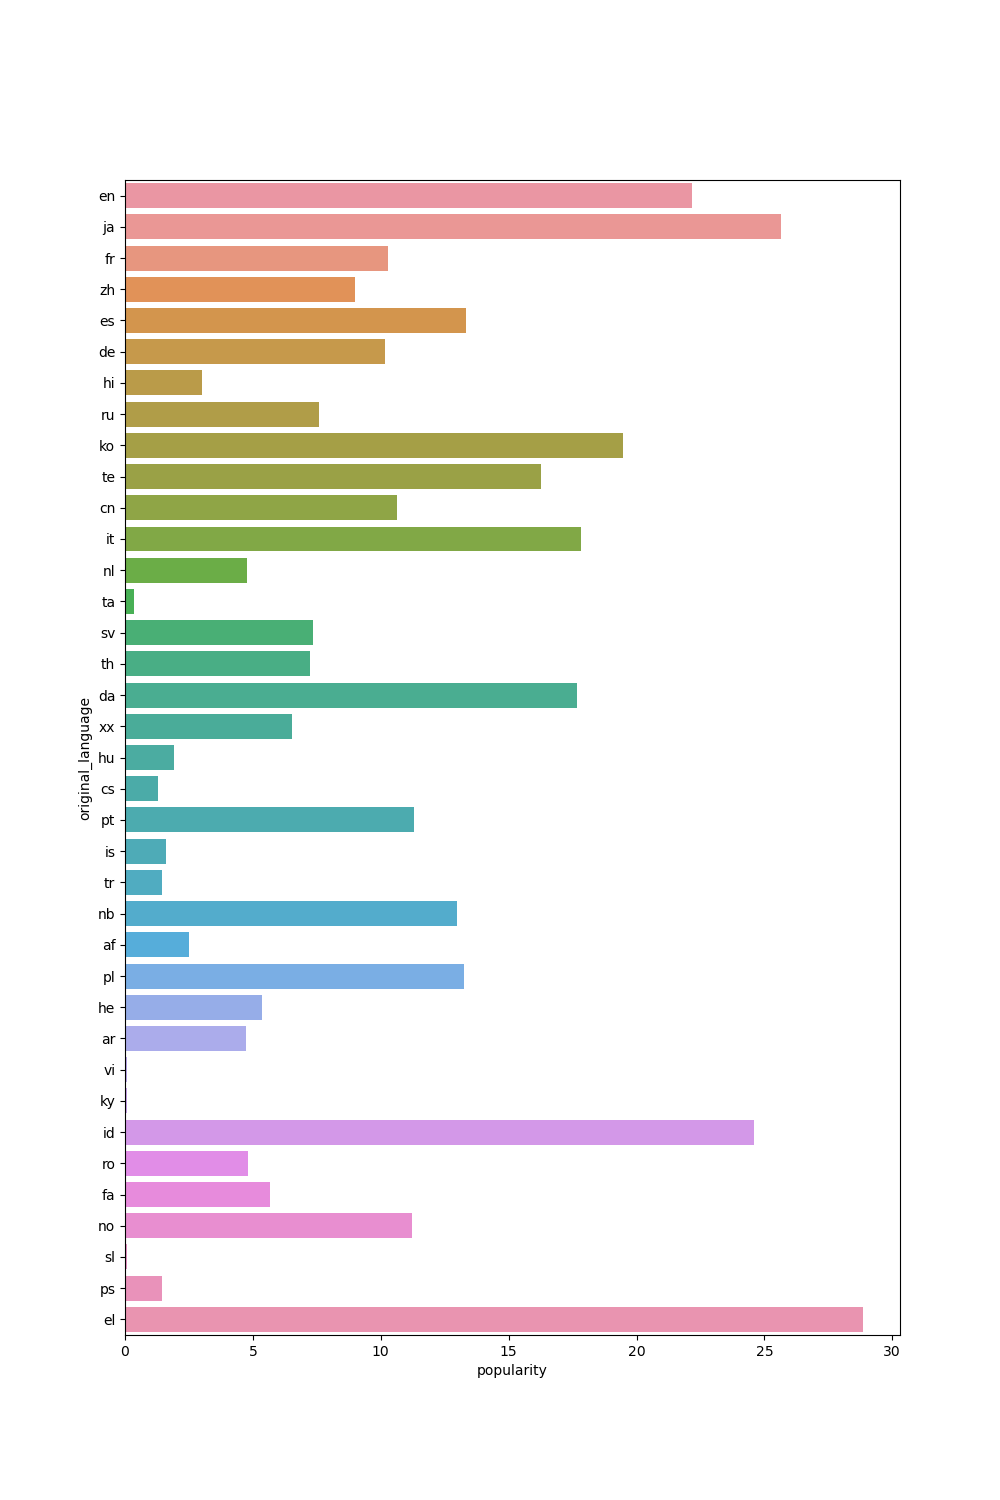 en
ja
fr
zh
es
de
hi
ru
ko
te
cn
it
nl
ta
sv
th
da
xx
hu
cs
pt
is
tr
nb
af
pl
he
ar
vi
ky
id
ro
fa
no
sl
ps
el
original_language
0 5 10 15 20 25 30
popularity